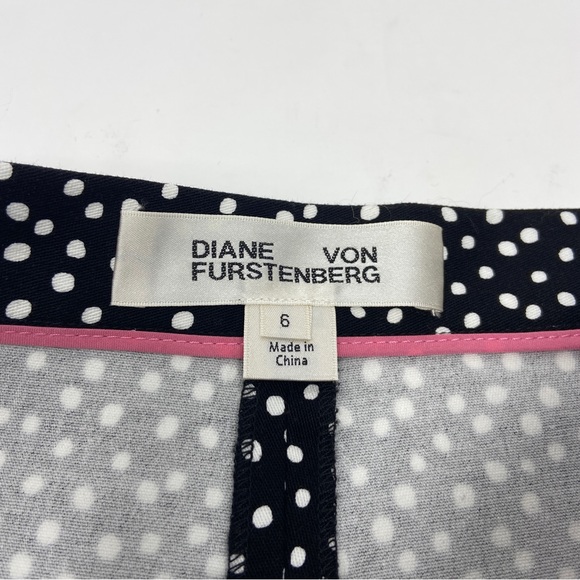 DIANE VON
FURSTENBERG
6
Made in
China